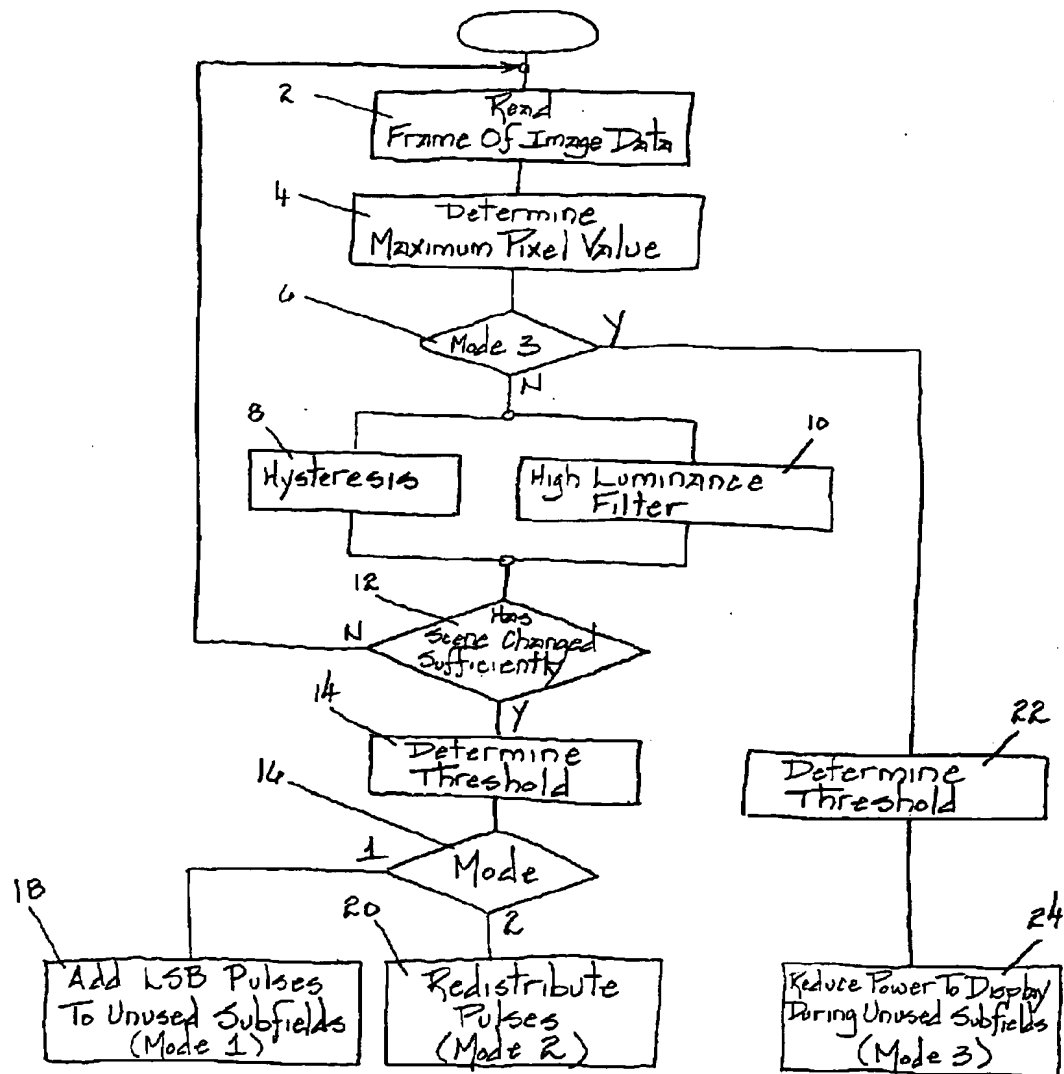 2
Read
Frame Of Image Data
4
Determine
Maximum Pixel Value
6
Mode 3
Y
N
8
Hysteresis
10
High Luminance
Filter
12
Has
Scene Changed
Sufficiently
N
Y
14
Determine
Threshold
22
Determine
Threshold
16
Mode
1
2
18
Add LSB Pulses
To Unused Subfields
(Mode 1)
20
Redistribute
Pulses
(Mode 2)
24
Reduce Power To Display
During Unused Subfields
(Mode 3)